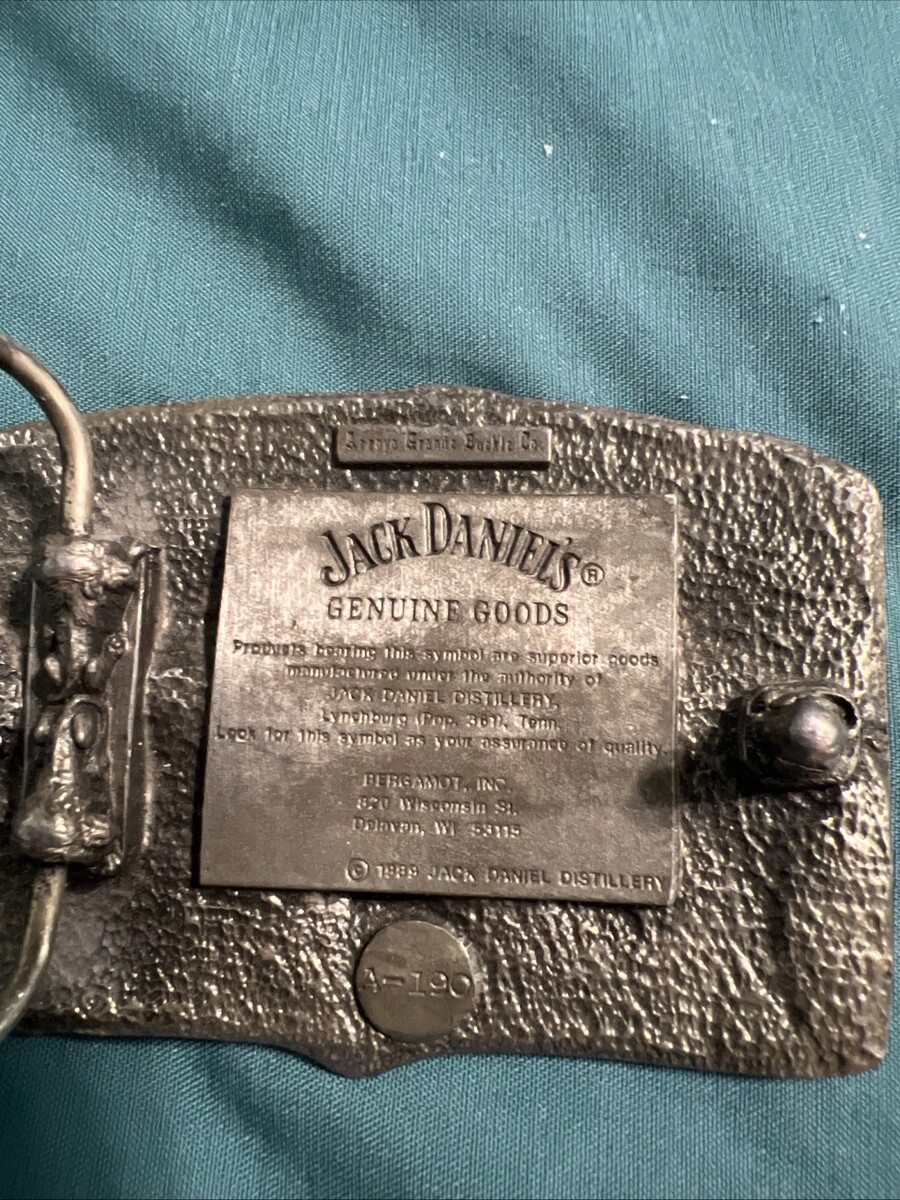 Arroyo Grande Buckle Co.
JACK DANIEL'S®
GENUINE GOODS
Products bearing this symbol are superior goods
manufactured under the authority of
JACK DANIEL DISTILLERY,
Lynchburg (Pop. 361), Tenn.
Look for this symbol as your assurance of quality.
BERGAMOT, INC.
820 Wisconsin St.
Delavan, WI 53115
© 1989 JACK DANIEL DISTILLERY
A-190